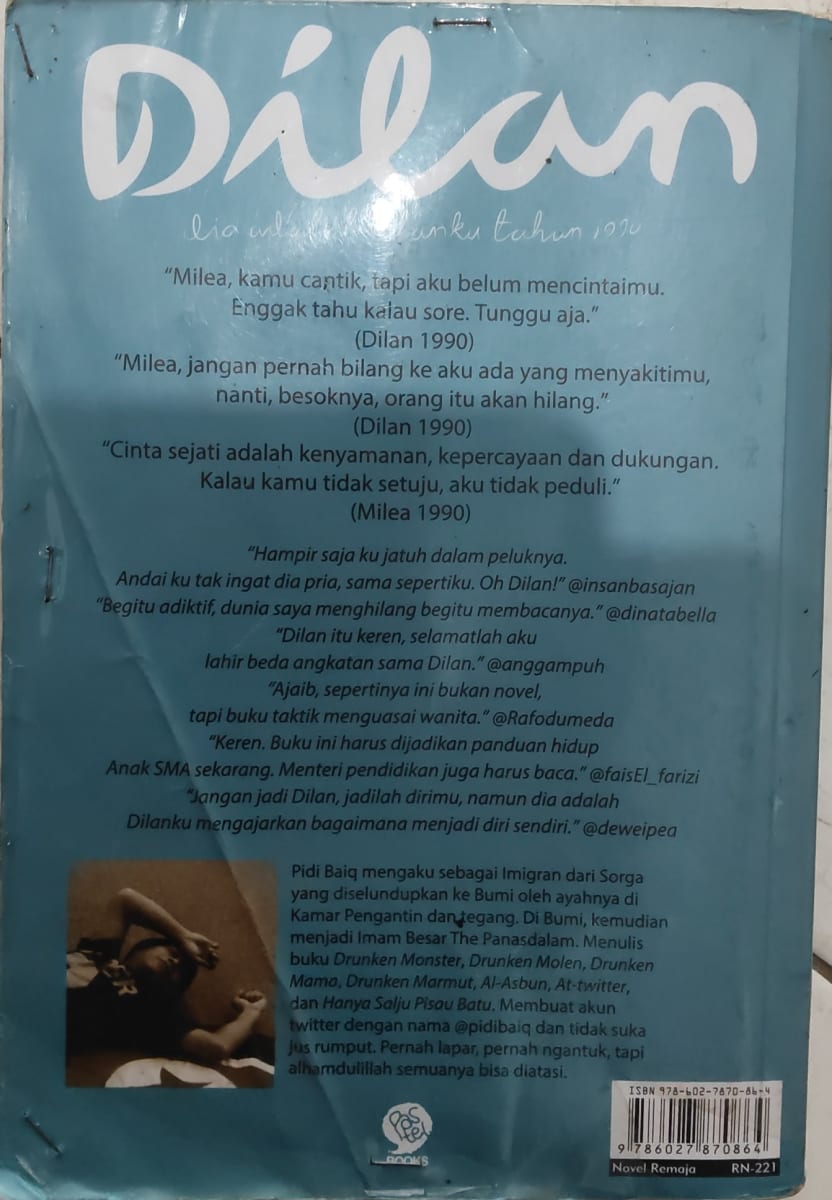 Dilan
dia tahun 1990
“Milea, kamu cantik, tapi aku belum mencintaimu.
Enggak tahu kalau sore. Tunggu aja.”
(Dilan 1990)
“Milea, jangan pernah bilang ke aku ada yang menyakitimu,
nanti, besoknya, orang itu akan hilang.”
(Dilan 1990)
“Cinta sejati adalah kenyamanan, kepercayaan dan dukungan.
Kalau kamu tidak setuju, aku tidak peduli.”
(Milea 1990)
“Hampir saja ku jatuh dalam peluknya.
Andai ku tak ingat dia pria, sama sepertiku. Oh Dilan!” @insanbasajan
“Begitu adiktif, dunia saya menghilang begitu membacanya.” @dinatabella
“Dilan itu keren, selamatlah aku
lahir beda angkatan sama Dilan.” @anggampuh
“Ajaib, sepertinya ini bukan novel,
tapi buku taktik menguasai wanita.” @Rafodumeda
“Keren. Buku ini harus dijadikan panduan hidup
Anak SMA sekarang. Menteri pendidikan juga harus baca.” @faisEl_farizi
“Jangan jadi Dilan, jadilah dirimu, namun dia adalah
Dilanku mengajarkan bagaimana menjadi diri sendiri.” @deweipea
Pidi Baiq mengaku sebagai Imigran dari Sorga
yang diselundupkan ke Bumi oleh ayahnya di
Kamar Pengantin dan tegang. Di Bumi, kemudian
menjadi Imam Besar The Panasdalam. Menulis
buku Drunken Monster, Drunken Molen, Drunken
Mama, Drunken Marmut, Al-Asbun, At-twitter,
dan Hanya Salju Pisau Batu. Membuat akun
twitter dengan nama @pidibaiq dan tidak suka
jus rumput. Pernah lapar, pernah ngantuk, tapi
alhamdulillah semuanya bisa diatasi.
Pastel
BOOKS
ISBN 978-602-7870-86-4
9 786027 870864
Novel Remaja RN-221